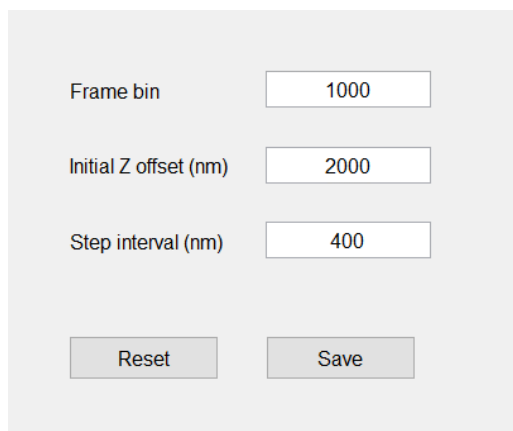 Frame bin 1000
Initial Z offset (nm) 2000
Step interval (nm) 400
Reset Save